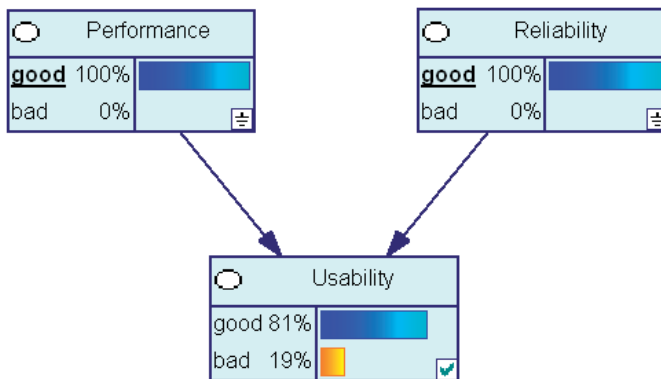 Performance
good 100%
bad 0%
Reliability
good 100%
bad 0%
Usability
good 81%
bad 19%